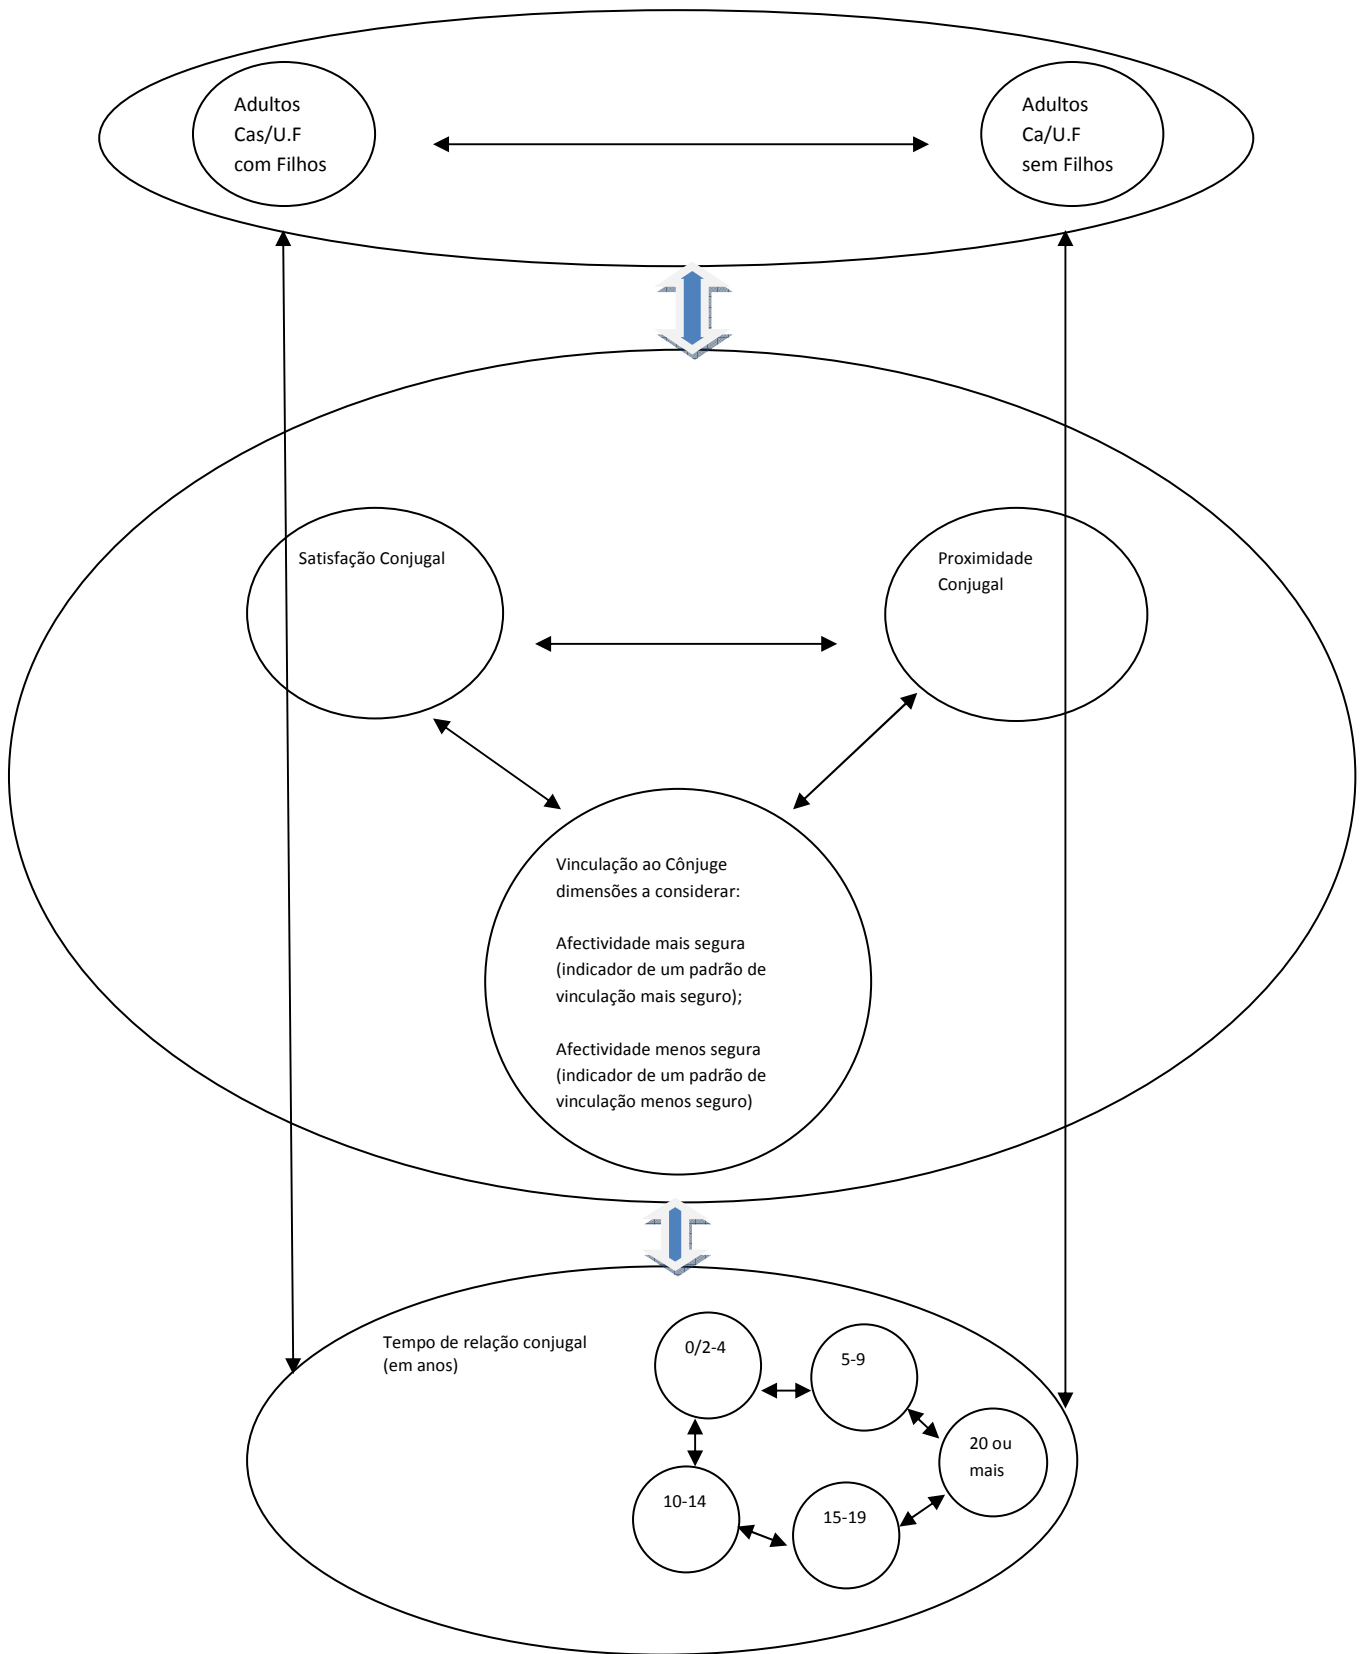 Adultos
Cas/U.F
com Filhos
Adultos
Ca/U.F
sem Filhos
Satisfação Conjugal
Proximidade
Conjugal
Vinculação ao Cônjuge
dimensões a considerar:
Afectividade mais segura
(indicador de um padrão de
vinculação mais seguro);
Afectividade menos segura
(indicador de um padrão de
vinculação menos seguro)
Tempo de relação conjugal
(em anos)
0/2-4
5-9
20 ou
mais
10-14
15-19